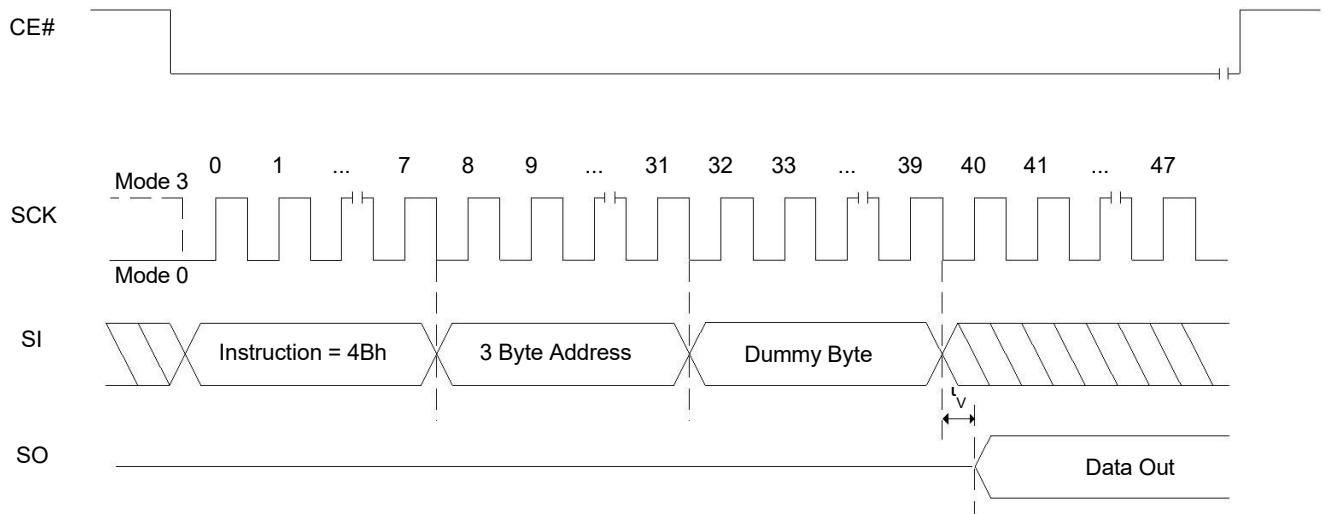 CE#
0 1 ... 7 8 9 ... 31 32 33 ... 39 40 41 ... 47
Mode 3
SCK
Mode 0
SI
Instruction = 4Bh 3 Byte Address Dummy Byte
tV
SO
Data Out